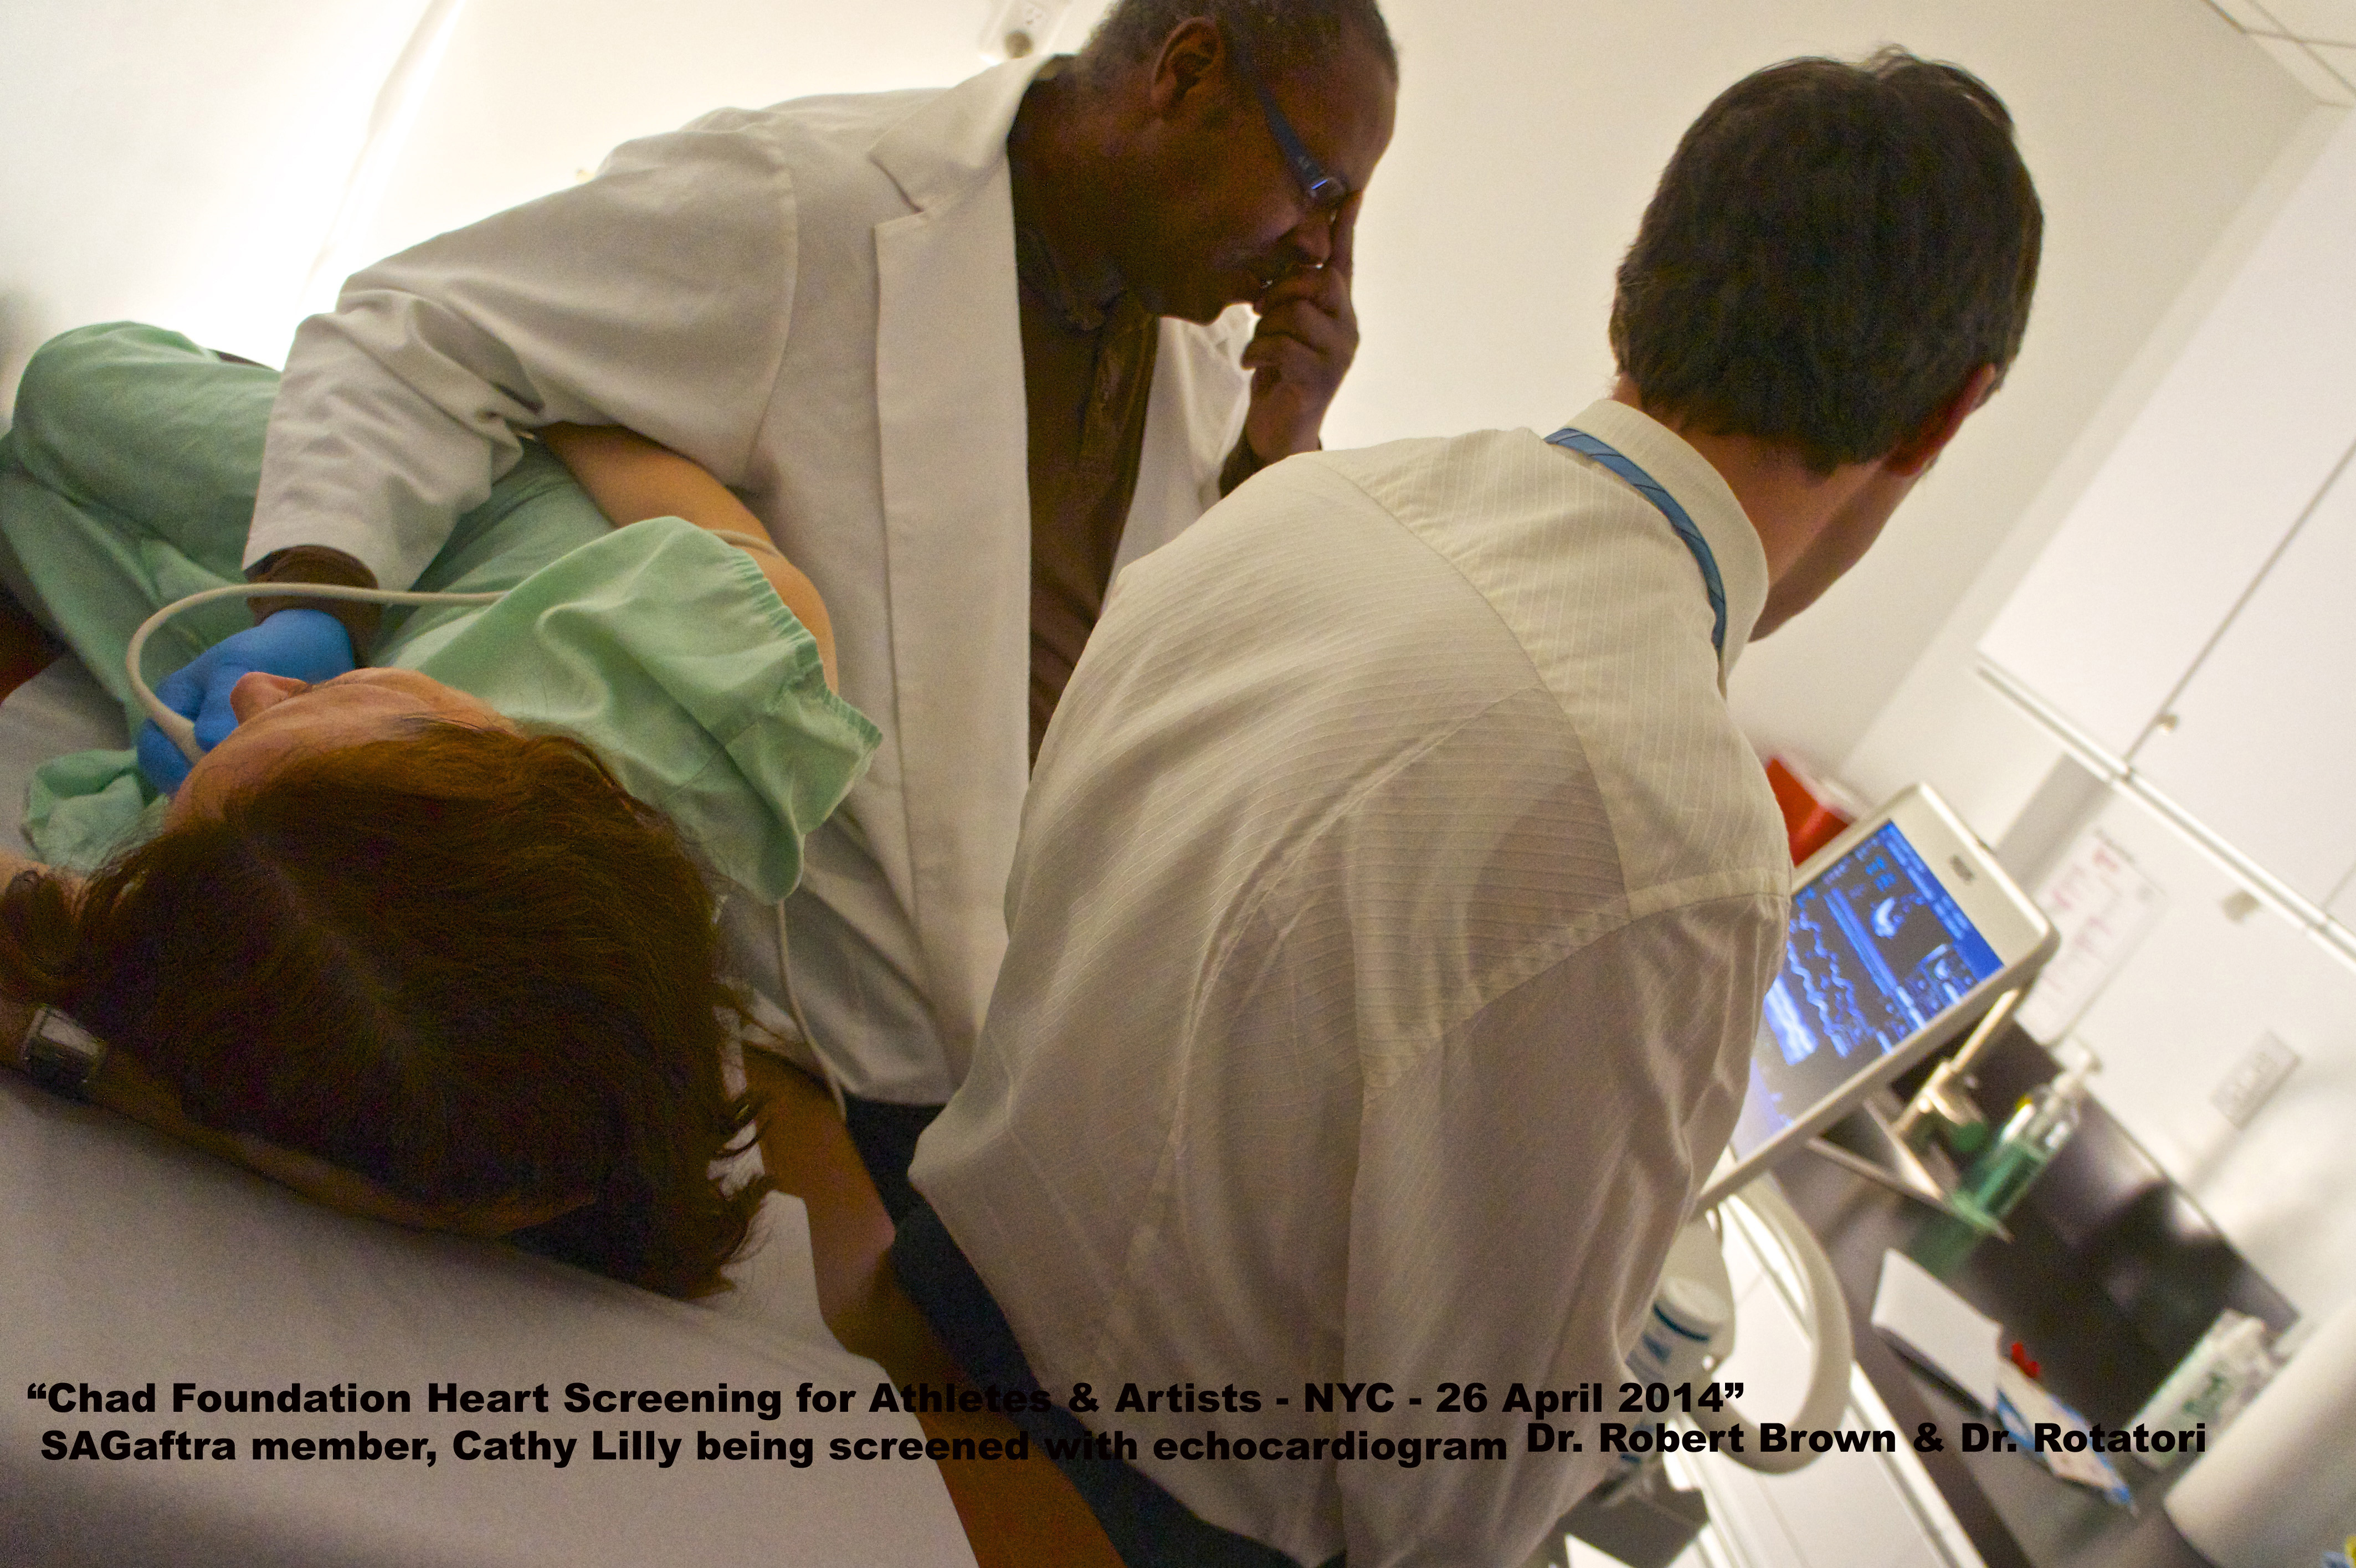 “Chad Foundation Heart Screening for Athletes & Artists - NYC - 26 April 2014”
SAGaftra member, Cathy Lilly being screened with echocardiogram Dr. Robert Brown & Dr. Rotatori